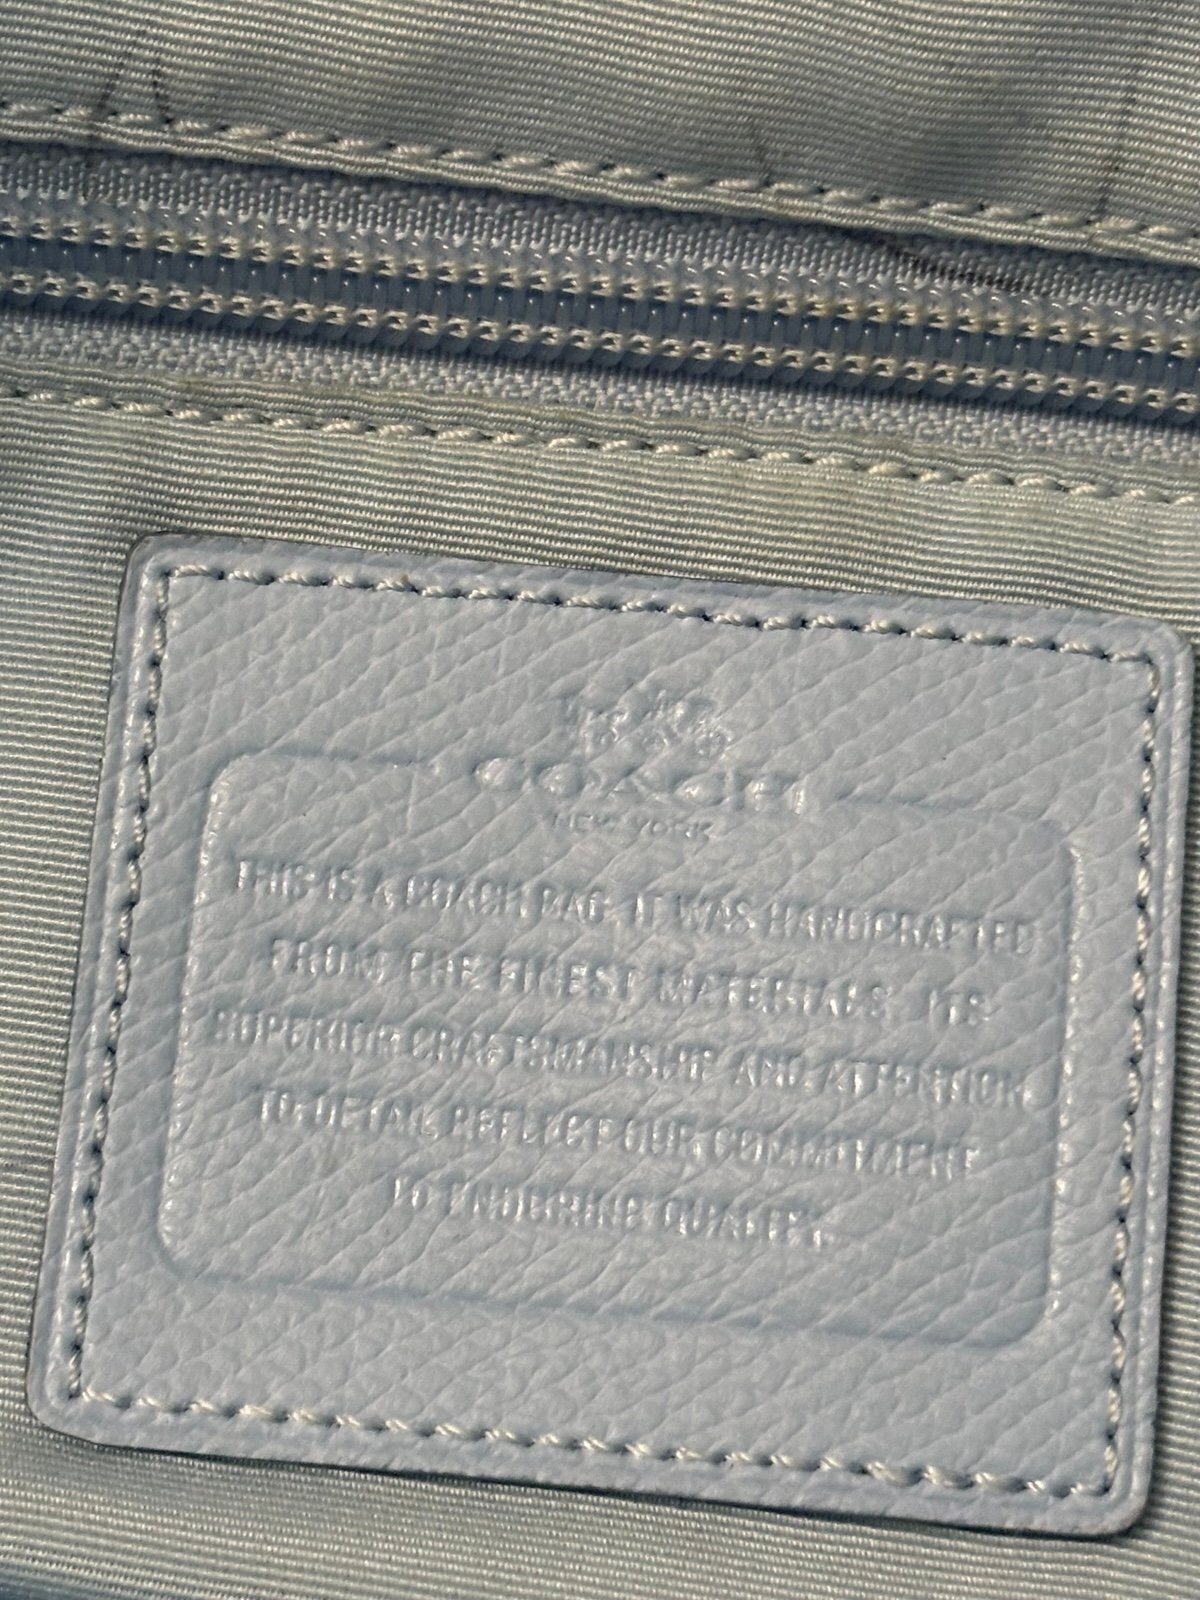 COACH
NEW YORK
THIS IS A COACH BAG. IT WAS HANDCRAFTED
FROM THE FINEST MATERIALS. ITS
SUPERIOR CRAFTSMANSHIP AND ATTENTION
TO DETAIL REFLECT OUR COMMITMENT
TO ENDURING QUALITY.